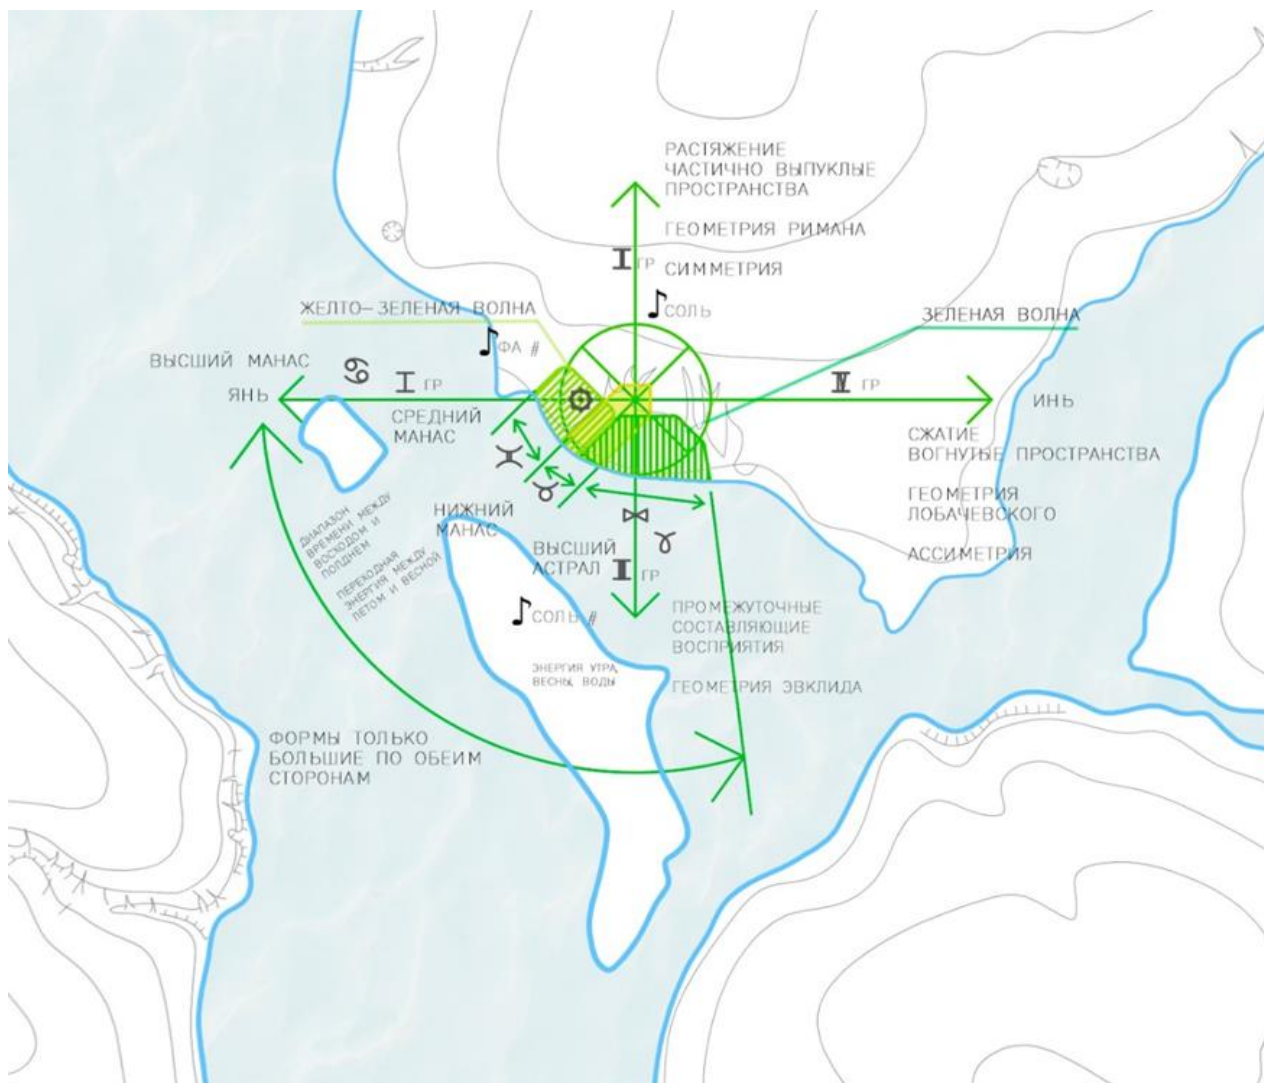 РАСТЯЖЕНИЕ
ЧАСТИЧНО ВЫПУКЛЫЕ
ПРОСТРАНСТВА
ГЕОМЕТРИЯ РИМАНА
I ГР
СИММЕТРИЯ
СОЛЬ
ЖЕЛТО-ЗЕЛЕНАЯ ВОЛНА
ЗЕЛЕНАЯ ВОЛНА
ФА #
ВЫСШИЙ МАНАС
ЯНЬ
I ГР
СРЕДНИЙ
МАНАС
IV ГР
ИНЬ
СЖАТИЕ
ВОГНУТЫЕ ПРОСТРАНСТВА
ГЕОМЕТРИЯ
ЛОБАЧЕВСКОГО
АССИМЕТРИЯ
ДИАПАЗОН
ВРЕМЕНИ МЕЖДУ
ВОСХОДОМ И
ПОЛДНЕМ
ПЕРЕХОДНАЯ
ЭНЕРГИЯ МЕЖДУ
ЛЕТОМ И ВЕСНОЙ
НИЖНИЙ
МАНАС
ВЫСШИЙ
АСТРАЛ
ГР
СОЛЬ #
ПРОМЕЖУТОЧНЫЕ
СОСТАВЛЯЮЩИЕ
ВОСПРИЯТИЯ
ЭНЕРГИЯ УТРА,
ВЕСНЫ, ВОДЫ
ГЕОМЕТРИЯ ЭВКЛИДА
ФОРМЫ ТОЛЬКО
БОЛЬШИЕ ПО ОБЕИМ
СТОРОНАМ